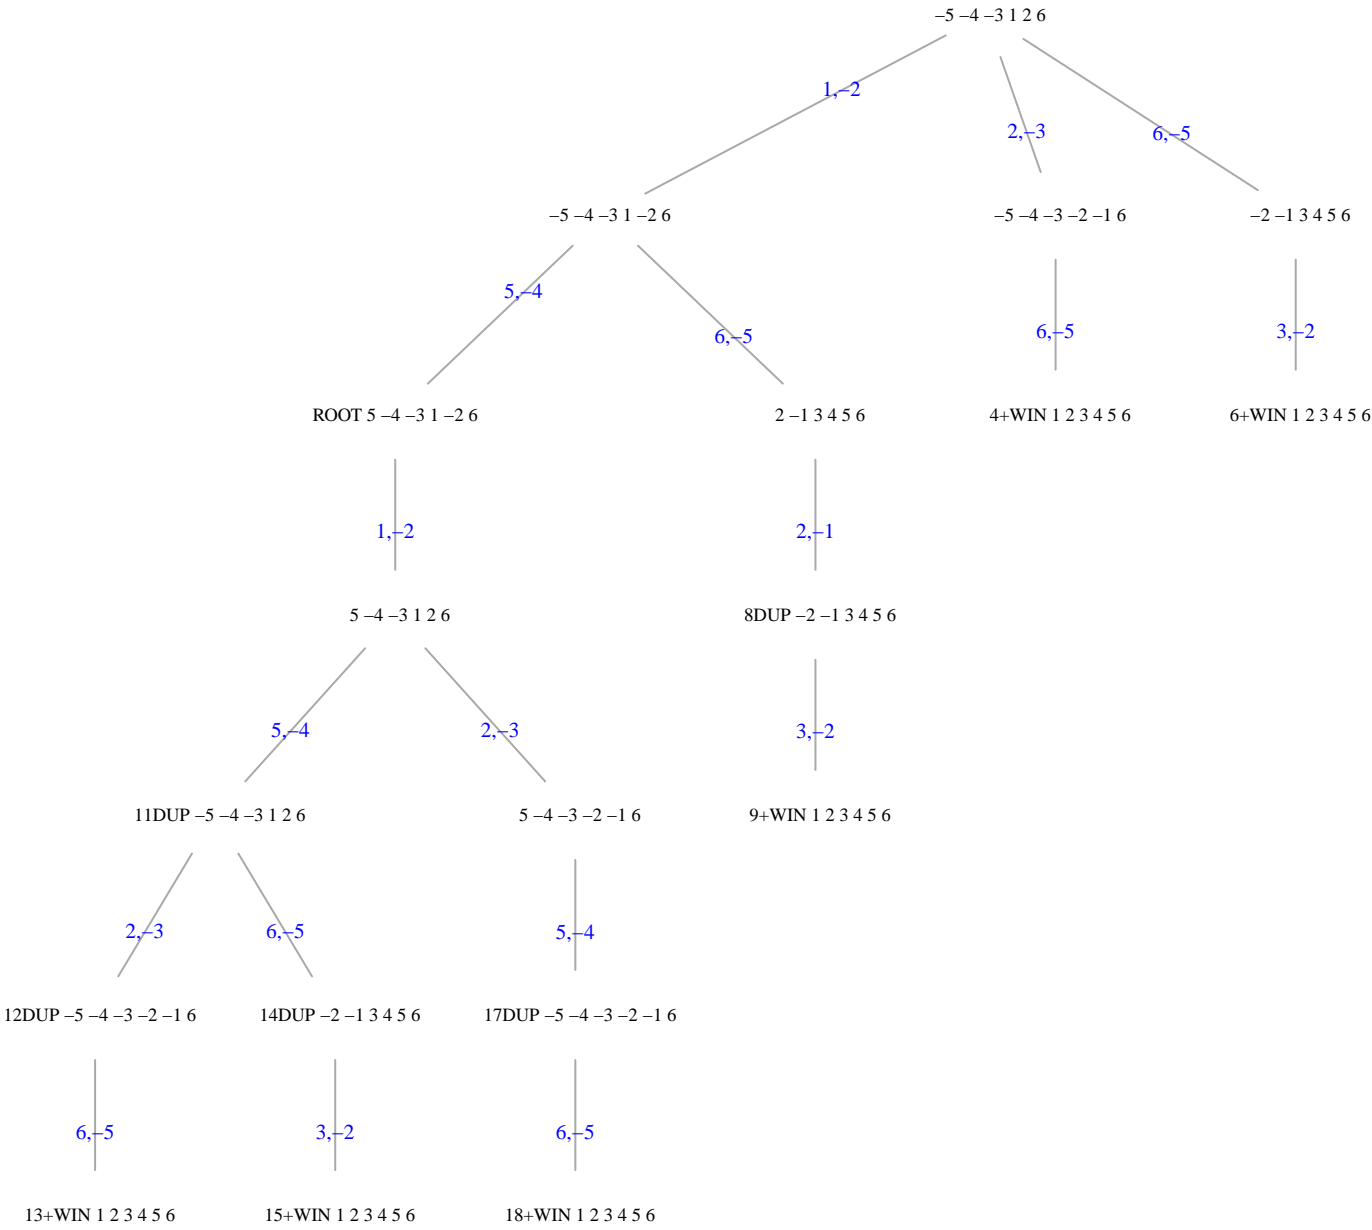 –5 –4 –3 1 2 6
1,–2
2,–3
6,–5
–5 –4 –3 1 –2 6
–5 –4 –3 –2 –1 6
–2 –1 3 4 5 6
5,–4
6,–5
6,–5
3,–2
ROOT 5 –4 –3 1 –2 6
2 –1 3 4 5 6
4+WIN 1 2 3 4 5 6
6+WIN 1 2 3 4 5 6
1,–2
2,–1
5 –4 –3 1 2 6
8DUP –2 –1 3 4 5 6
5,–4
2,–3
3,–2
11DUP –5 –4 –3 1 2 6
5 –4 –3 –2 –1 6
9+WIN 1 2 3 4 5 6
2,–3
6,–5
5,–4
12DUP –5 –4 –3 –2 –1 6
14DUP –2 –1 3 4 5 6
17DUP –5 –4 –3 –2 –1 6
6,–5
3,–2
6,–5
13+WIN 1 2 3 4 5 6
15+WIN 1 2 3 4 5 6
18+WIN 1 2 3 4 5 6